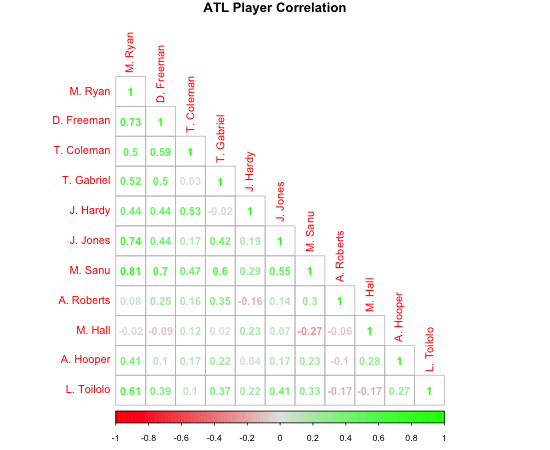 ATL Player Correlation
M. Ryan
D. Freeman
T. Coleman
T. Gabriel
J. Hardy
J. Jones
M. Sanu
A. Roberts
M. Hall
A. Hooper
L. Toilolo
M. Ryan 1
D. Freeman 0.73 1
T. Coleman 0.5 0.59 1
T. Gabriel 0.52 0.5 0.03 1
J. Hardy 0.44 0.44 0.53 -0.02 1
J. Jones 0.74 0.44 0.17 0.42 0.19 1
M. Sanu 0.81 0.7 0.47 0.6 0.29 0.55 1
A. Roberts 0.08 0.25 0.16 0.35 -0.16 0.14 0.3 1
M. Hall -0.02 -0.09 0.12 0.02 0.23 0.07 -0.27 -0.06 1
A. Hooper 0.41 0.1 0.17 0.22 0.04 0.17 0.23 -0.1 0.28 1
L. Toilolo 0.61 0.39 0.1 0.37 0.22 0.41 0.33 -0.17 -0.17 0.27 1
-1 -0.8 -0.6 -0.4 -0.2 0 0.2 0.4 0.6 0.8 1